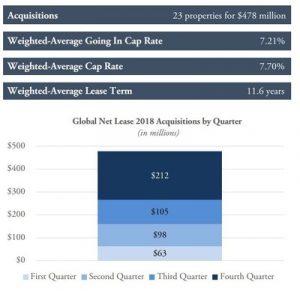 Acquisitions 23 properties for $478 million
Weighted-Average Going In Cap Rate 7.21%
Weighted-Average Cap Rate 7.70%
Weighted-Average Lease Term 11.6 years
Global Net Lease 2018 Acquisitions by Quarter
(in millions)
$500
$400
$300
$200
$100
$0
$212
$105
$98
$63
First Quarter Second Quarter Third Quarter Fourth Quarter